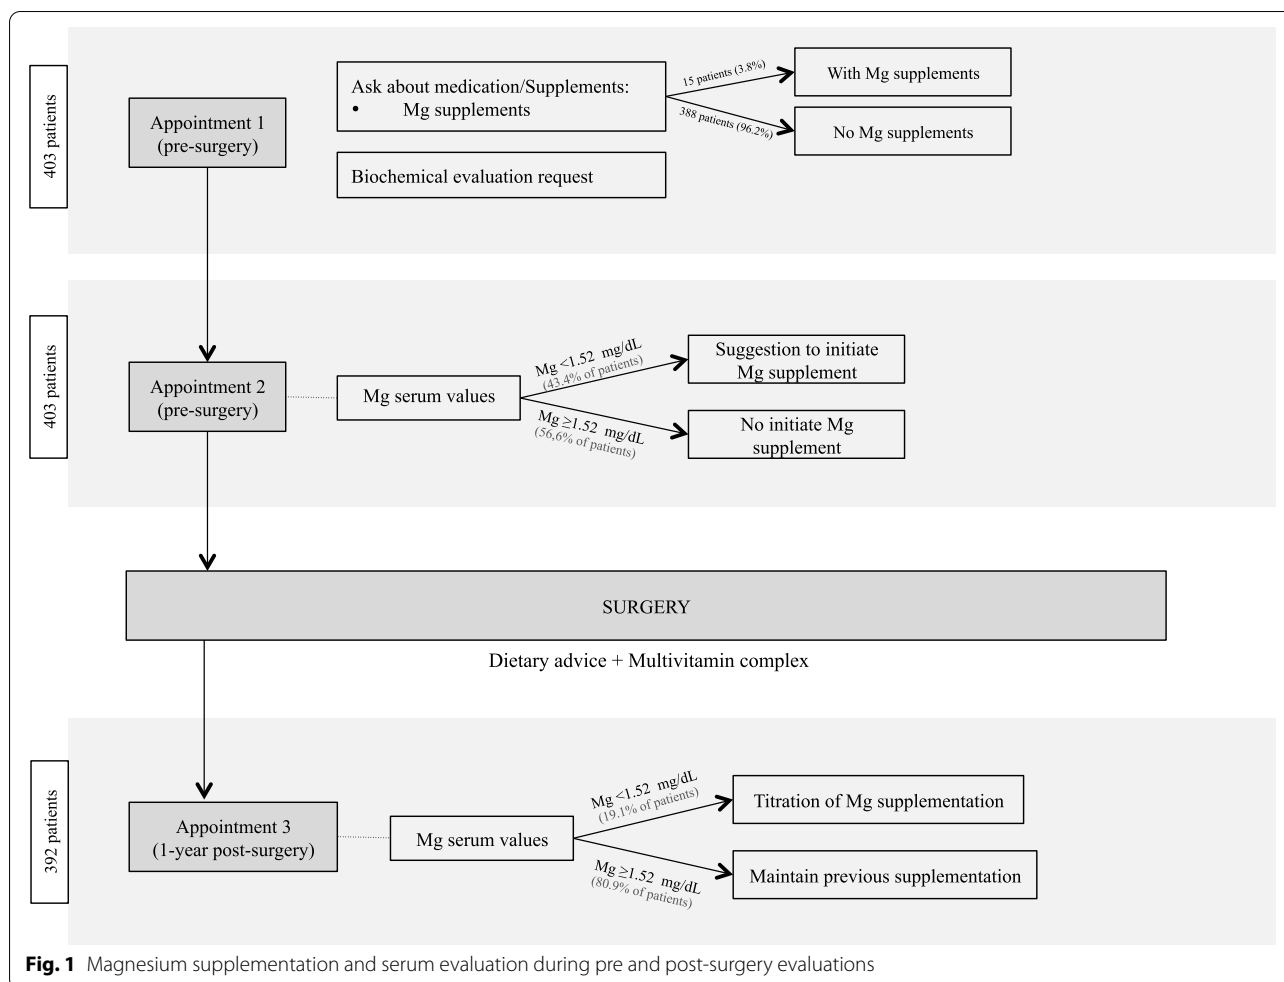 403 patients
Appointment 1
(pre-surgery)
Ask about medication/Supplements:
• Mg supplements
15 patients (3.8%)
With Mg supplements
388 patients (96.2%)
No Mg supplements
Biochemical evaluation request
403 patients
Appointment 2
(pre-surgery)
Mg serum values
Mg <1.52 mg/dL
(43.4% of patients)
Suggestion to initiate
Mg supplement
Mg ≥1.52 mg/dL
(56,6% of patients)
No initiate Mg
supplement
SURGERY
Dietary advice + Multivitamin complex
392 patients
Appointment 3
(1-year post-surgery)
Mg serum values
Mg <1.52 mg/dL
(19.1% of patients)
Titration of Mg supplementation
Mg ≥1.52 mg/dL
(80.9% of patients)
Maintain previous supplementation
Fig. 1 Magnesium supplementation and serum evaluation during pre and post-surgery evaluations